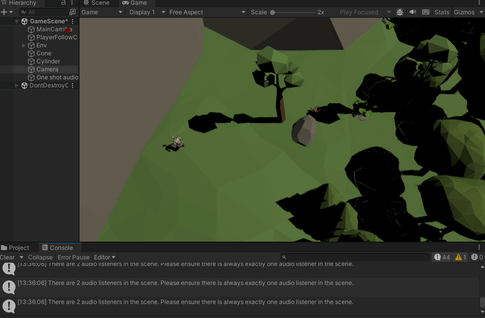 Hierarchy
Scene
Game
All
Game
Display 1
Free Aspect
Scale
2x
Play Focused
Stats
Gizmos
GameScene*
PlayerFollowC
Env
Cone
Cylinder
Camera
One shot audio
DontDestroyO
Project
Console
Clear
Collapse
Error Pause
Editor
44
1
0
[13:36:06] There are 2 audio listeners in the scene. Please ensure there is always exactly one audio listener in the scene.
[13:36:06] There are 2 audio listeners in the scene. Please ensure there is always exactly one audio listener in the scene.
[13:36:06] There are 2 audio listeners in the scene. Please ensure there is always exactly one audio listener in the scene.